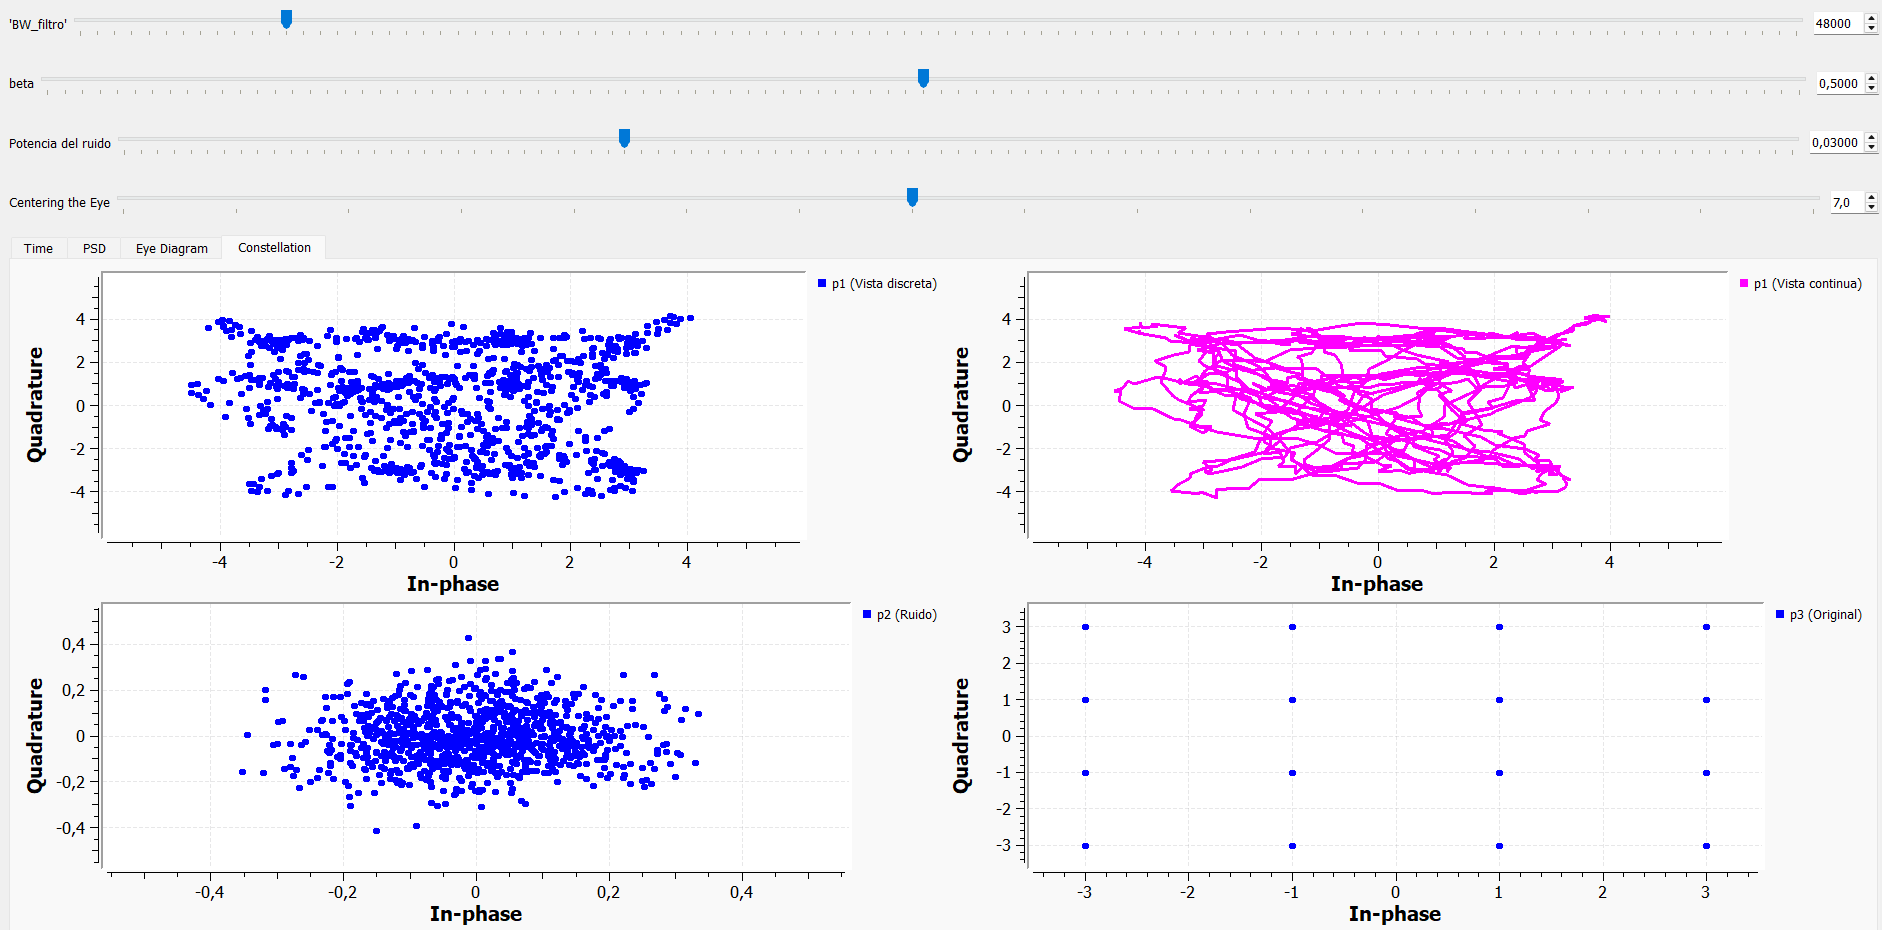 'BW_filtro' 48000
beta 0,5000
Potencia del ruido 0,03000
Centering the Eye 7,0
Time PSD Eye Diagram Constellation
p1 (Vista discreta)
Quadrature
4
2
0
-2
-4
-4 -2 0 2 4
In-phase
p1 (Vista continua)
Quadrature
4
2
0
-2
-4
-4 -2 0 2 4
In-phase
p2 (Ruido)
Quadrature
0,4
0,2
0
-0,2
-0,4
-0,4 -0,2 0 0,2 0,4
In-phase
p3 (Original)
Quadrature
3
2
1
0
-1
-2
-3
-3 -2 -1 0 1 2 3
In-phase